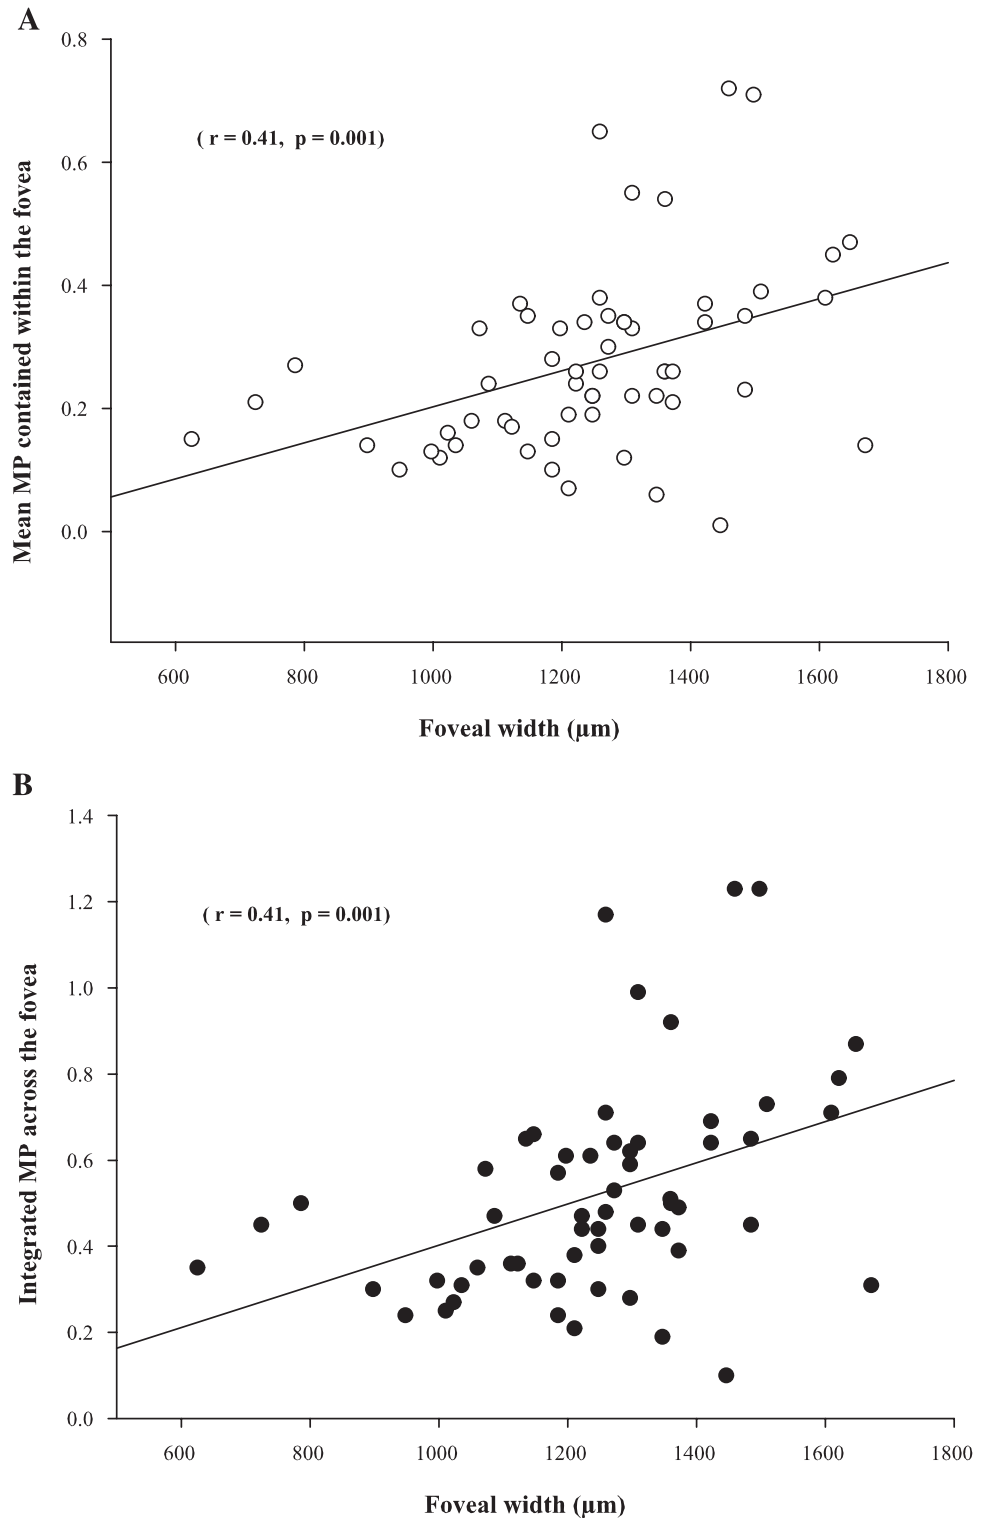 A
0.8
( r = 0.41, p = 0.001)
0.6
0.4
0.2
0.0
Mean MP contained within the fovea
600 800 1000 1200 1400 1600 1800
Foveal width (µm)
B
1.4
1.2
( r = 0.41, p = 0.001)
1.0
0.8
0.6
0.4
0.2
0.0
Integrated MP across the fovea
600 800 1000 1200 1400 1600 1800
Foveal width (µm)